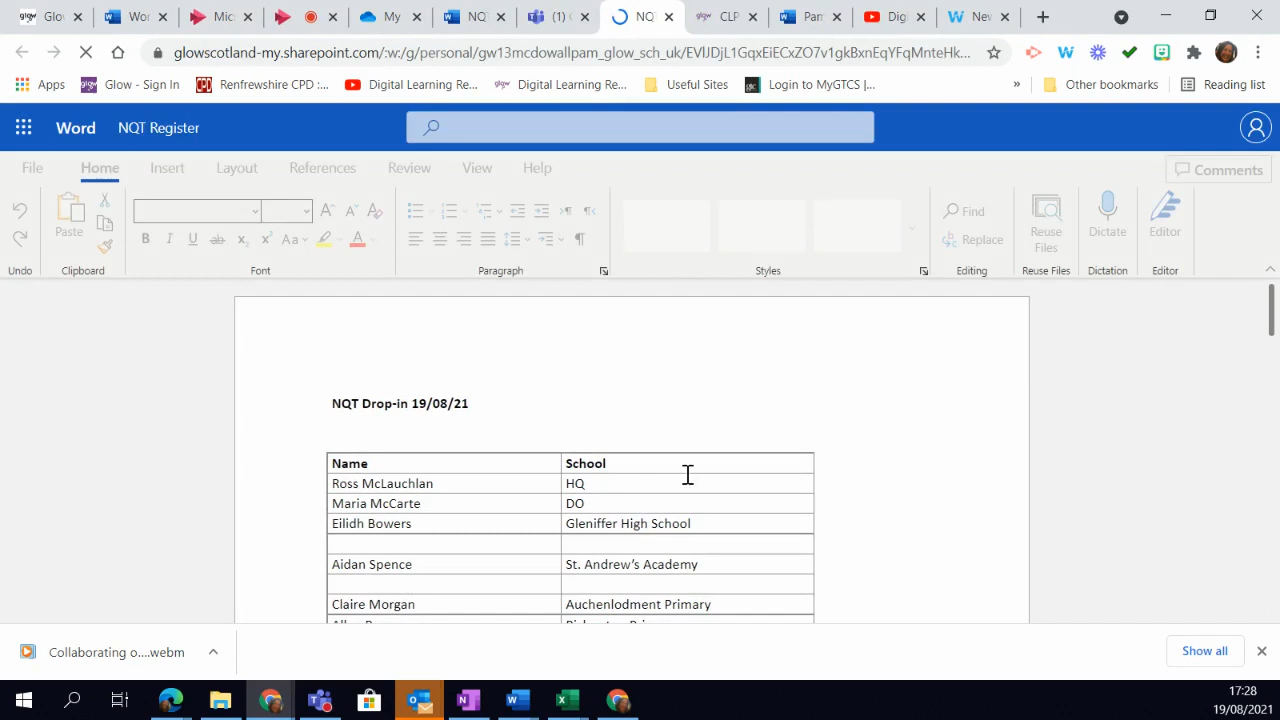 Glo Wor Mic My NQT (1) C NQ CLP Pan Digi Nev
glowscotland-my.sharepoint.com/:w:/g/personal/gw13mcdowallpam_glow_sch_uk/EVlJDjL1GqxEiECxZO7v1gkBxnEqYFqMnteHk...
Apps Glow - Sign In Renfrewshire CPD :... Digital Learning Re... Digital Learning Re... Useful Sites Login to MyGTCS |... » Other bookmarks Reading list
Word NQT Register
File Home Insert Layout References Review View Help Comments
Paste Find
Replace
Reuse Files Dictate Editor
Undo Clipboard Font Paragraph Styles Editing Reuse Files Dictation Editor
NQT Drop-in 19/08/21
Name School
Ross McLauchlan HQ
Maria McCarte DO
Eilidh Bowers Gleniffer High School
Aidan Spence St. Andrew's Academy
Claire Morgan Auchenlodment Primary
Collaborating o....webm Show all
17:28
19/08/2021